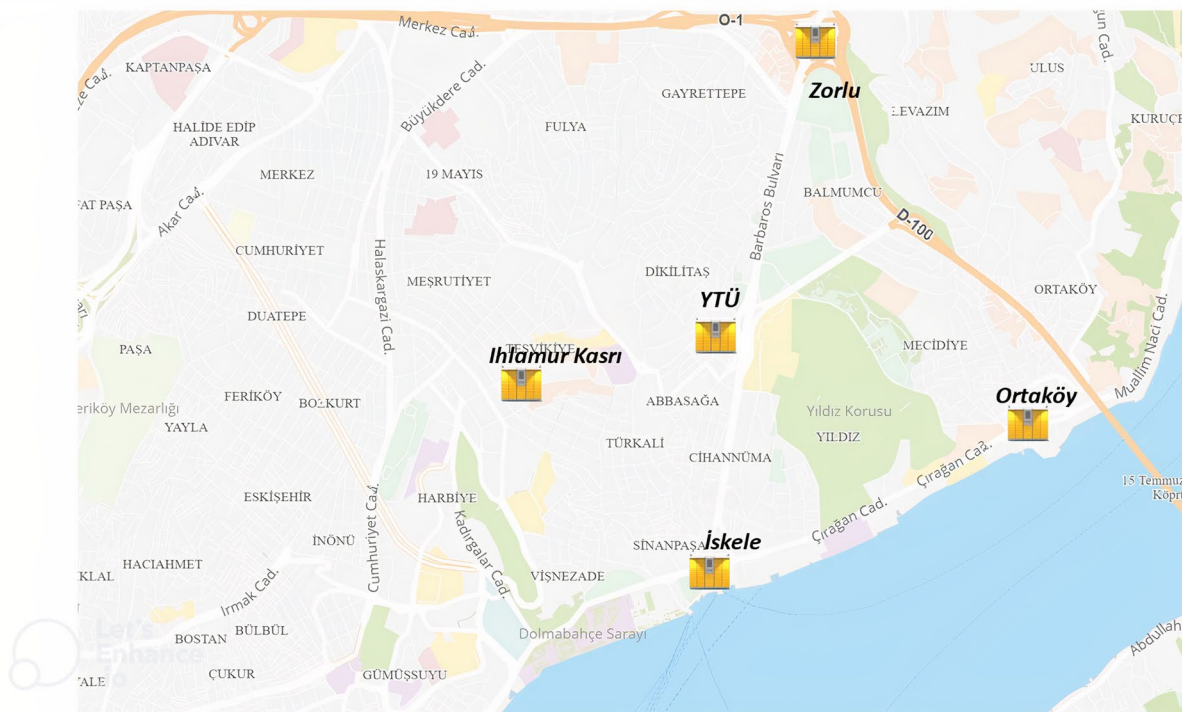 Merkez Cad.
O-1
KAPTANPAŞA
Zorlu
ULUS
GAYRETTEPE
LEVAZIM
Büyükdere Cad.
HALİDE EDİP
ADIVAR
FULYA
MERKEZ
19 MAYIS
BALMUMCU
FAT PAŞA
Akar Cad.
Barbaros Bulvarı
D-100
CUMHURİYET
Halaskargazi Cad.
MEŞRUTİYET
DİKİLİTAŞ
YTÜ
ORTAKÖY
DUATEPE
PAŞA
TEŞVİKİYE
Ihlamur Kasrı
MECİDİYE
Muallim Naci Cad.
FERİKÖY
BOZKURT
ABBASAĞA
Ortaköy
eriköy Mezarlığı
YAYLA
Yıldız Korusu
YILDIZ
TÜRKALİ
CİHANNÜMA
Çırağan Cad.
ESKİŞEHİR
HARBİYE
Çırağan Cad.
15 Temmuz
Köprü
Cumhuriyet Cad.
Kadırgalar Cad.
İNÖNÜ
SİNANPAŞA
İskele
HACIAHMET
VİŞNEZADE
Irmak Cad.
BOSTAN
BÜLBÜL
Dolmabahçe Sarayı
Abdullah
ÇUKUR
GÜMÜŞSUYU
Let's
Enhance
.io